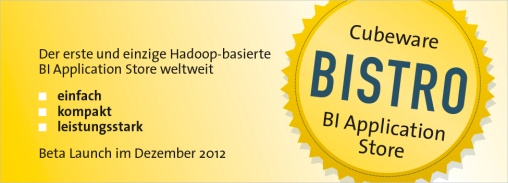 Der erste und einzige Hadoop-basierte
BI Application Store weltweit
einfach
kompakt
leistungsstark
Beta Launch im Dezember 2012
Cubeware
BISTRO
BI Application
Store